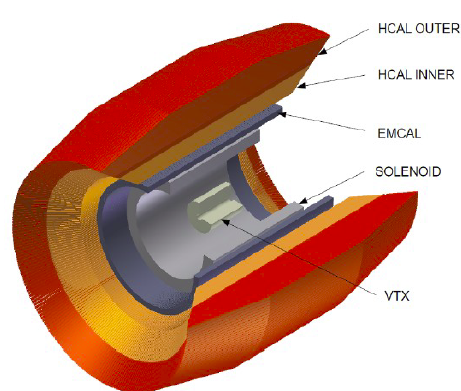 HCAL OUTER
HCAL INNER
EMCAL
SOLENOID
VTX